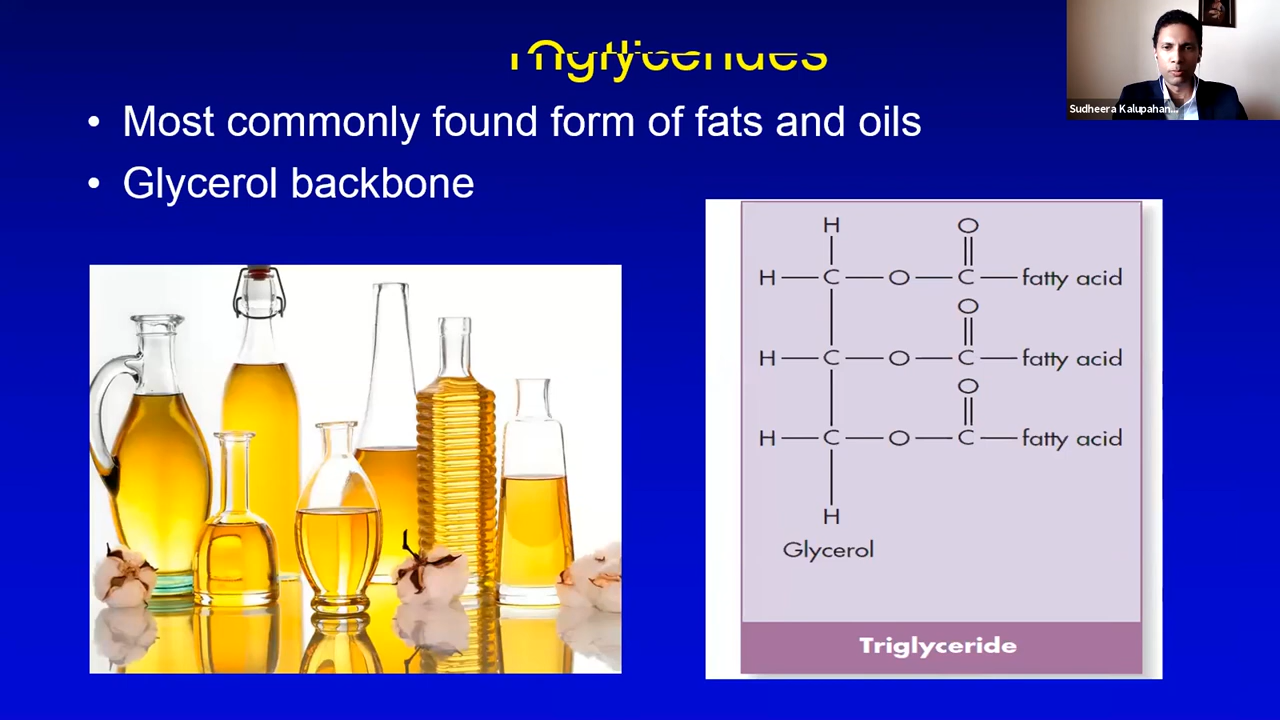 Triglycerides
• Most commonly found form of fats and oils
• Glycerol backbone
Sudheera Kalupahan...
H O
H C O C fatty acid
O
H C O C fatty acid
O
H C O C fatty acid
H
Glycerol
Triglyceride